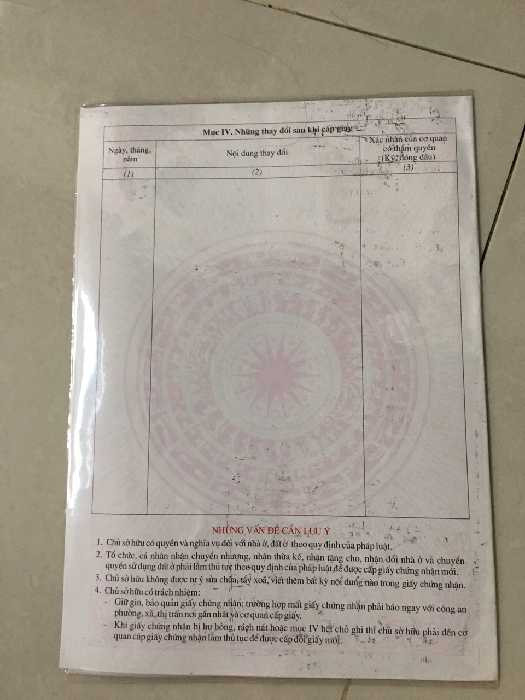 Mục IV. Những thay đổi sau khi cấp giấy
Ngày, tháng, năm
Nội dung thay đổi
Xác nhận của cơ quan có thẩm quyền (Ký, đóng dấu)
(1)
(2)
(3)
NHỮNG VẤN ĐỀ CẦN LƯU Ý
1. Chủ sở hữu có quyền và nghĩa vụ đối với nhà ở, đất ở theo quy định của pháp luật.
2. Tổ chức, cá nhân nhận chuyển nhượng, nhận thừa kế, nhận tặng cho, nhận đổi nhà ở và chuyển
quyền sử dụng đất ở phải làm thủ tục theo quy định của pháp luật để được cấp giấy chứng nhận mới.
3. Chủ sở hữu không được tự ý sửa chữa, tẩy xoá, viết thêm bất kỳ nội dung nào trong giấy chứng nhận.
4. Chủ sở hữu có trách nhiệm:
- Giữ gìn, bảo quản giấy chứng nhận; trường hợp mất giấy chứng nhận phải báo ngay với công an
phường, xã, thị trấn nơi gần nhất và cơ quan cấp giấy.
- Khi giấy chứng nhận bị hư hỏng, rách nát hoặc mục IV hết chỗ ghi thì chủ sở hữu phải đến cơ
quan cấp giấy chứng nhận làm thủ tục để được cấp đổi giấy mới.